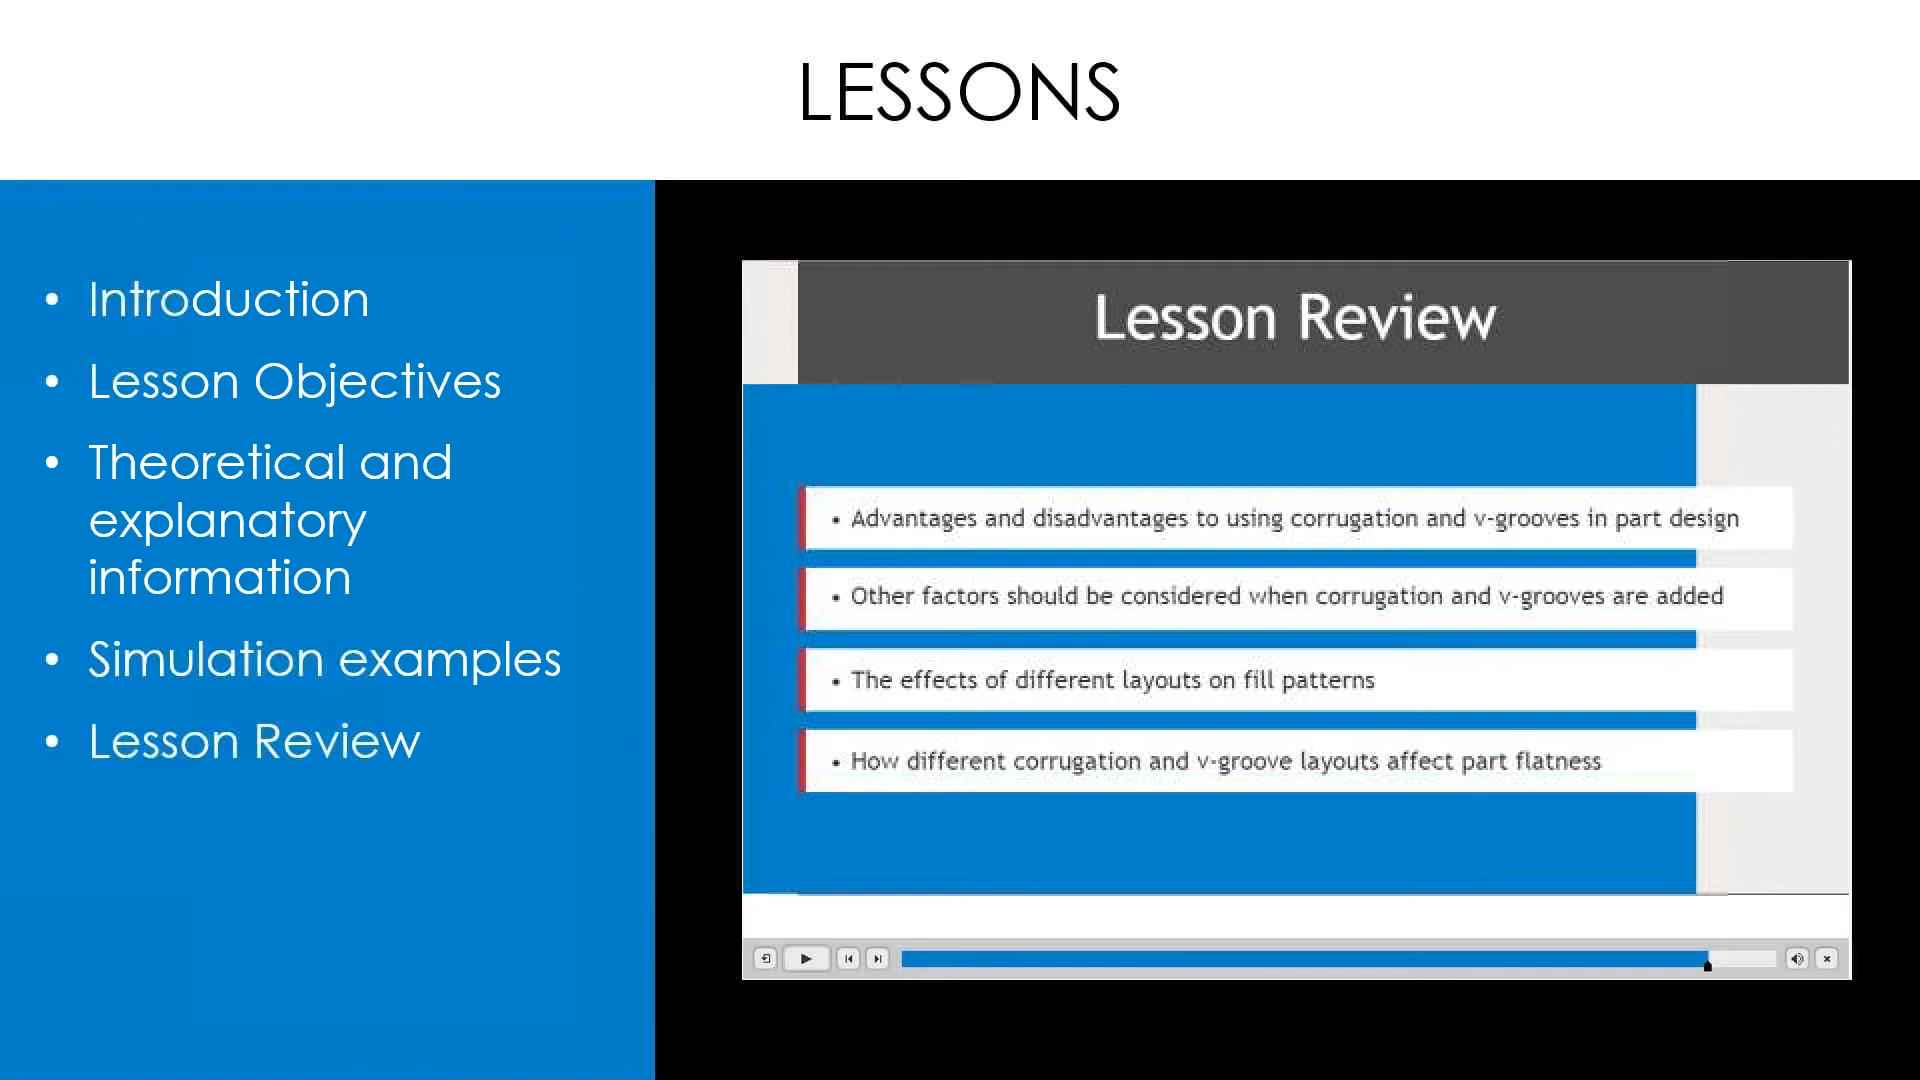 LESSONS
• Introduction
• Lesson Objectives
• Theoretical and
explanatory
information
• Simulation examples
• Lesson Review
Lesson Review
• Advantages and disadvantages to using corrugation and v-grooves in part design
• Other factors should be considered when corrugation and v-grooves are added
• The effects of different layouts on fill patterns
• How different corrugation and v-groove layouts affect part flatness